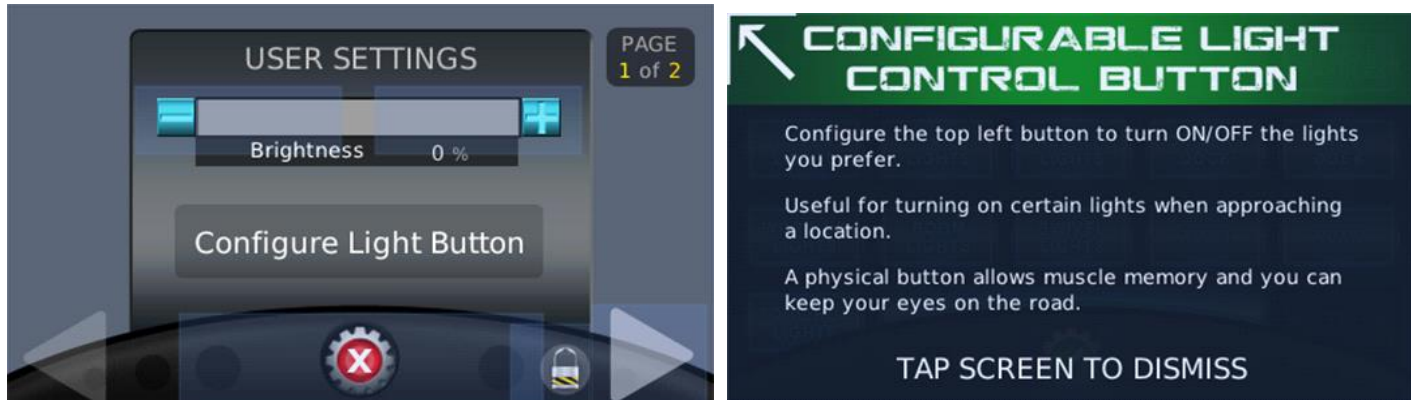 USER SETTINGS
PAGE
1 of 2
Brightness 0 %
Configure Light Button
X
CONFIGURABLE LIGHT
CONTROL BUTTON
Configure the top left button to turn ON/OFF the lights
you prefer.
Useful for turning on certain lights when approaching
a location.
A physical button allows muscle memory and you can
keep your eyes on the road.
TAP SCREEN TO DISMISS